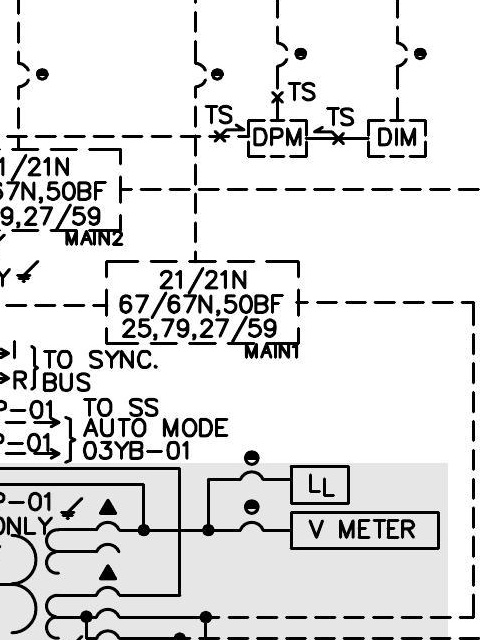 TS
TS
TS
DPM
DIM
1/21N
67N,50BF
9,27/59
MAIN2
Y
21/21N
67/67N,50BF
25,79,27/59
MAIN1
I
R
TO SYNC.
BUS
P-01
P-01
TO SS
AUTO MODE
03YB-01
P-01
ONLY
LL
V METER